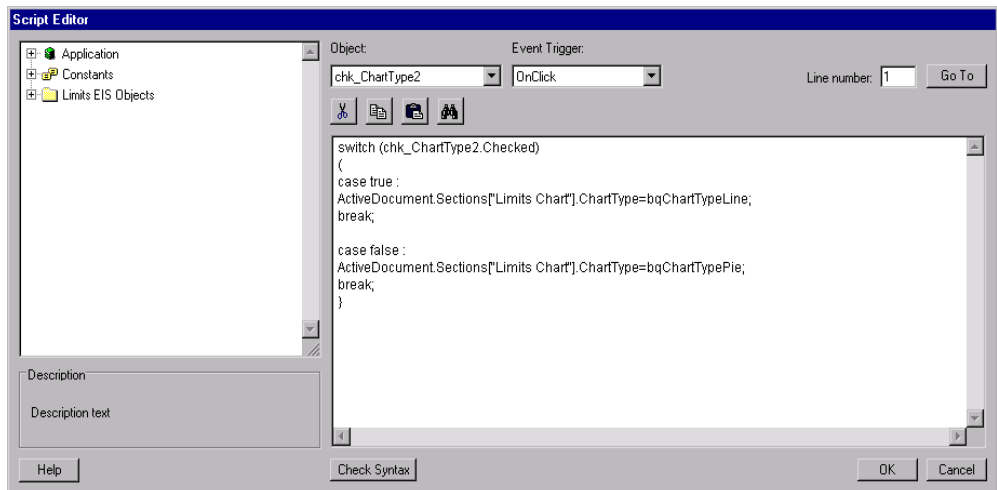 Script Editor
Application
Constants
Limits EIS Objects
Description
Description text
Help
Object:
Event Trigger:
chk_ChartType2
OnClick
Line number:
1
Go To
switch (chk_ChartType2.Checked)
(
case true :
ActiveDocument.Sections["Limits Chart"].ChartType=bqChartTypeLine;
break;
case false :
ActiveDocument.Sections["Limits Chart"].ChartType=bqChartTypePie;
break;
}
Check Syntax
OK
Cancel